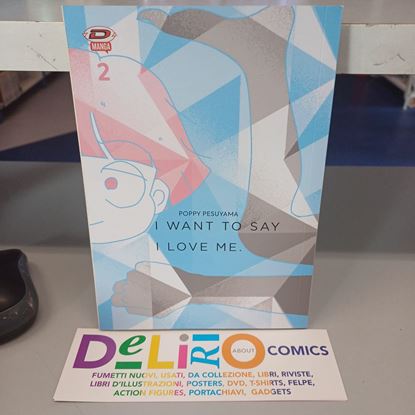 D
MANGA
2
POPPY PESUYAMA
I WANT TO SAY
I LOVE ME.
DeLiRiO ABOUT COMICS
FUMETTI NUOVI, USATI, DA COLLEZIONE, LIBRI, RIVISTE,
LIBRI D'ILLUSTRAZIONI, POSTERS, DVD, T-SHIRTS, FELPE,
ACTION FIGURES, PORTACHIAVI, GADGETS